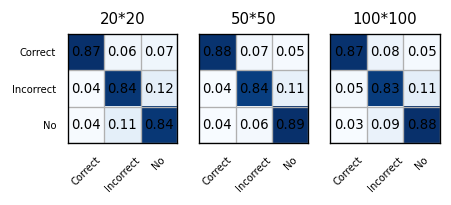 20*20 50*50 100*100
Correct 0.87 0.06 0.07 0.88 0.07 0.05 0.87 0.08 0.05
Incorrect 0.04 0.84 0.12 0.04 0.84 0.11 0.05 0.83 0.11
No 0.04 0.11 0.84 0.04 0.06 0.89 0.03 0.09 0.88
Correct Incorrect No Correct Incorrect No Correct Incorrect No